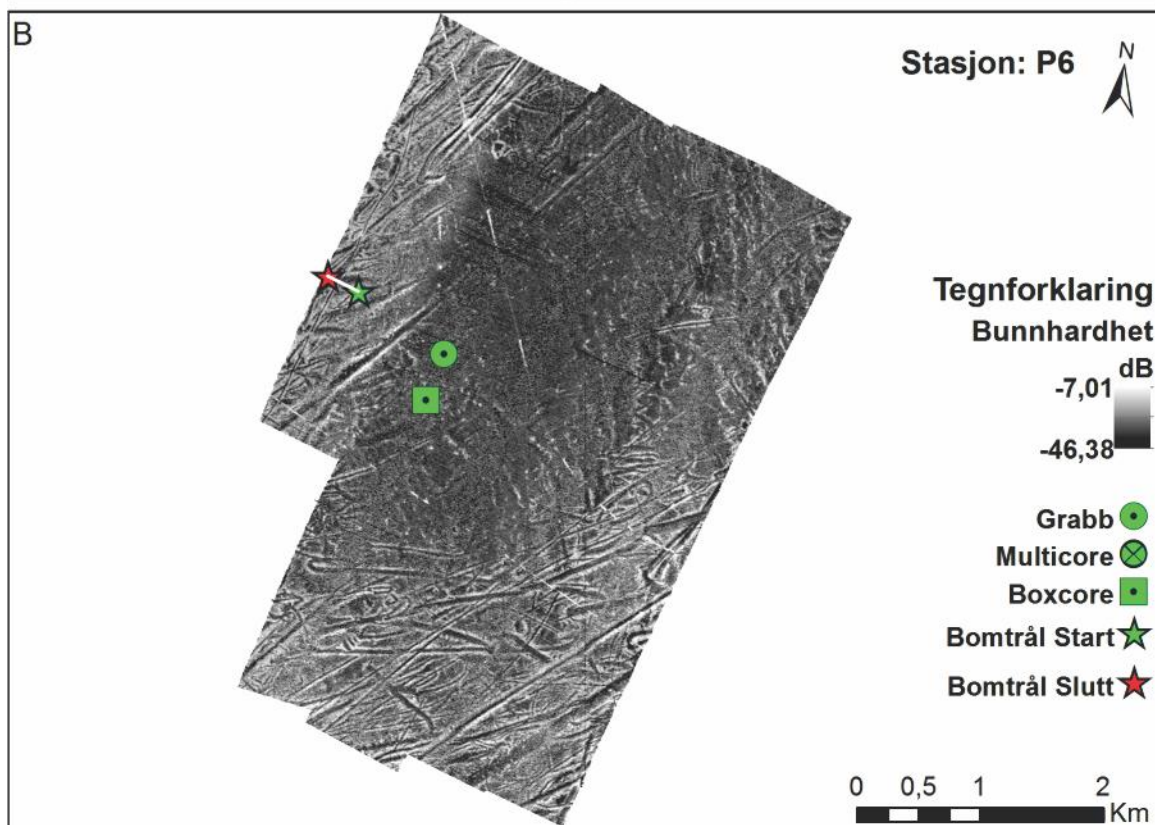 B
Stasjon: P6
N
Tegnforklaring
Bunnhardhet
dB
-7,01
-46,38
Grabb
Multicore
Boxcore
Bomtrål Start
Bomtrål Slutt
0 0,5 1 2
Km